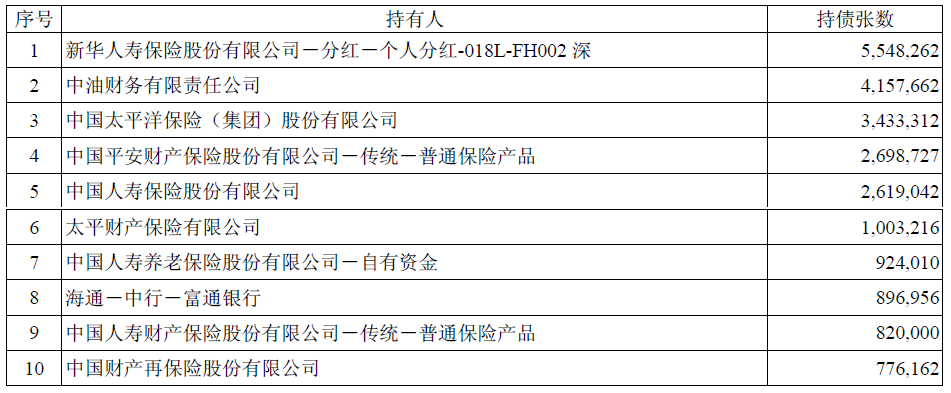 序号 持有人 持债张数
1 新华人寿保险股份有限公司－分红－个人分红-018L-FH002 深 5,548,262
2 中油财务有限责任公司 4,157,662
3 中国太平洋保险（集团）股份有限公司 3,433,312
4 中国平安财产保险股份有限公司－传统－普通保险产品 2,698,727
5 中国人寿保险股份有限公司 2,619,042
6 太平财产保险有限公司 1,003,216
7 中国人寿养老保险股份有限公司－自有资金 924,010
8 海通－中行－富通银行 896,956
9 中国人寿财产保险股份有限公司－传统－普通保险产品 820,000
10 中国财产再保险股份有限公司 776,162